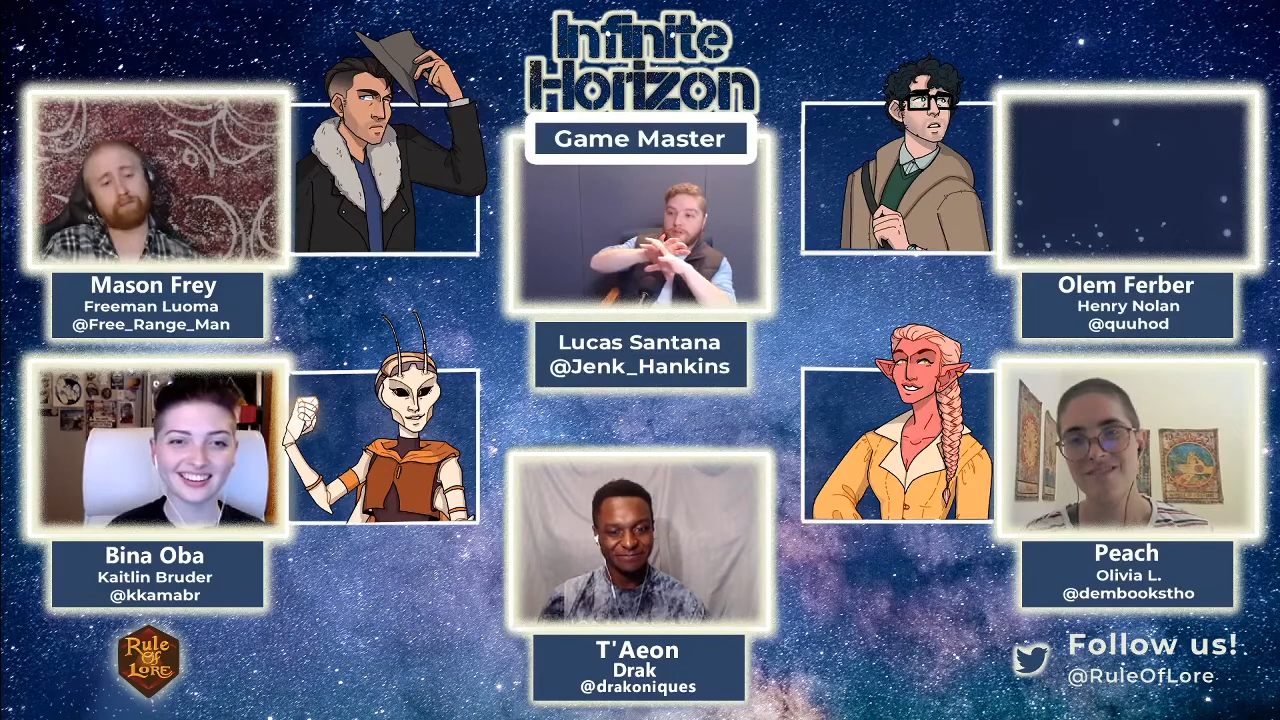 Infinite
Horizon
Game Master
Lucas Santana
@Jenk_Hankins
Mason Frey
Freeman Luoma
@Free_Range_Man
Olem Ferber
Henry Nolan
@quuhod
Bina Oba
Kaitlin Bruder
@kkamabr
T'Aeon
Drak
@drakoniques
Peach
Olivia L.
@dembookstho
Rule
Of
Lore
Follow us!
@RuleOfLore